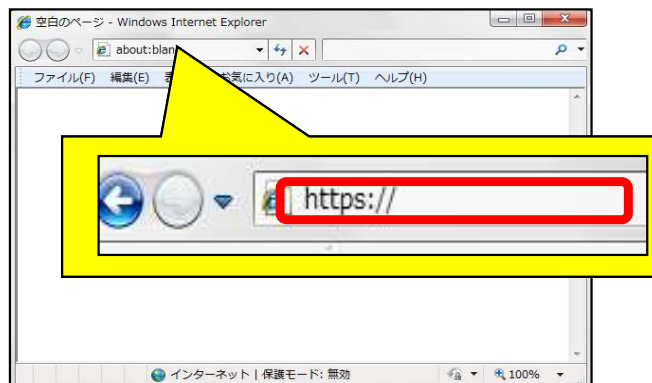 空白のページ - Windows Internet Explorer
about:blan
ファイル(F) 編集(E) 表 お気に入り(A) ツール(T) ヘルプ(H)
https://
インターネット | 保護モード: 無効
100%